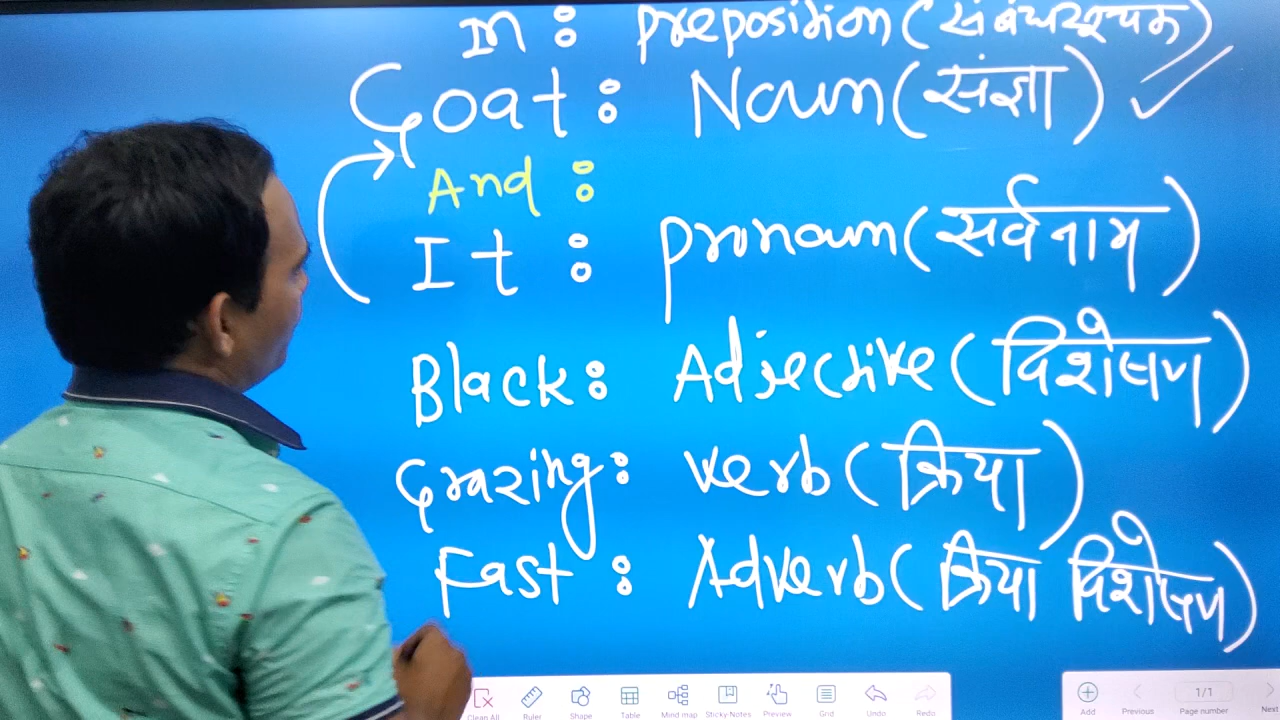 In : preposition (संबंधसूचक)
Goat : Noun (संज्ञा) ✓
And :
It : pronoun (सर्वनाम)
Black : Adjective (विशेषण)
Grazing : verb (क्रिया)
Fast : Adverb (क्रिया विशेषण)
Clean All Ruler Shape Table Mind map Sticky Notes Preview Grid Undo Redo Add Previous 1/1 Page number Next